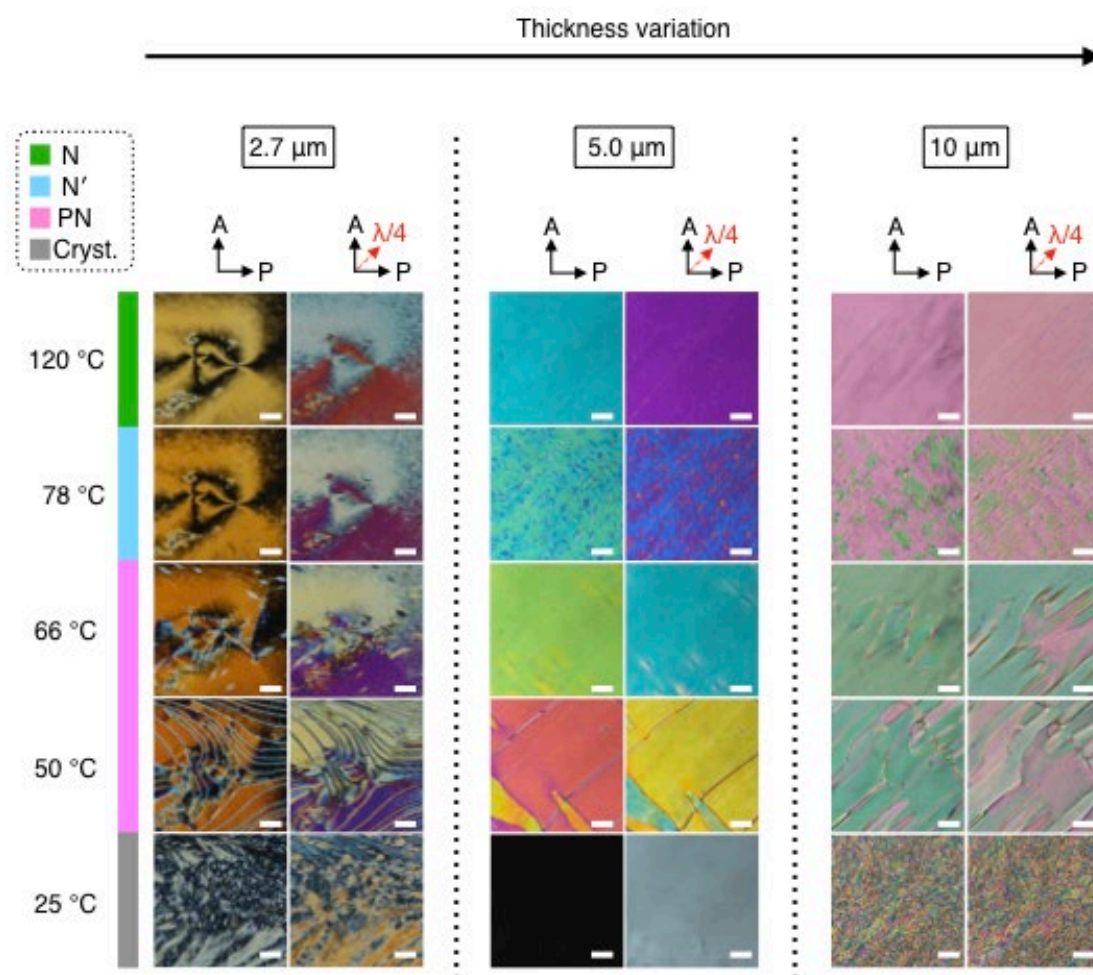 Thickness variation
2.7 µm
5.0 µm
10 µm
N
N′
PN
Cryst.
A
P
A
λ/4
P
A
P
A
λ/4
P
A
P
A
λ/4
P
120 °C
78 °C
66 °C
50 °C
25 °C